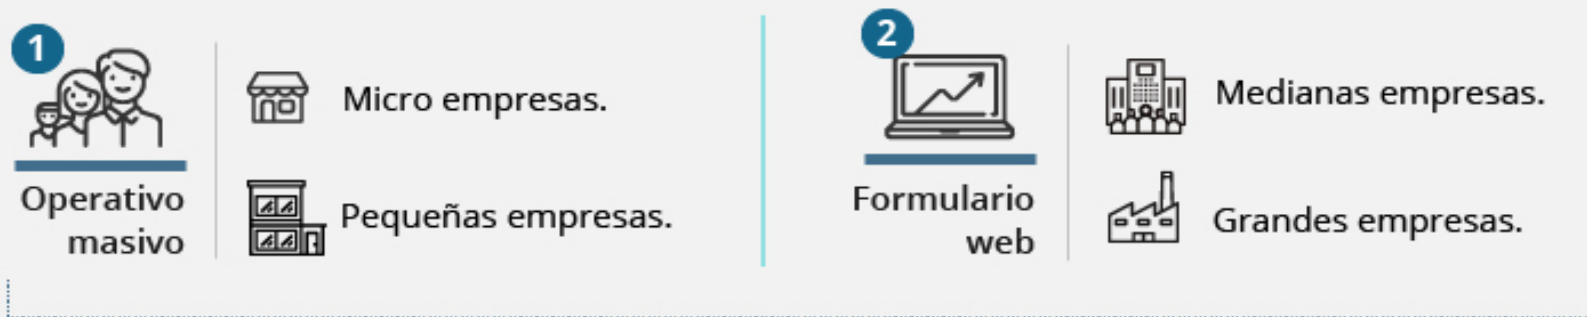 1
Operativo
masivo
Micro empresas.
Pequeñas empresas.
2
Formulario
web
Medianas empresas.
Grandes empresas.